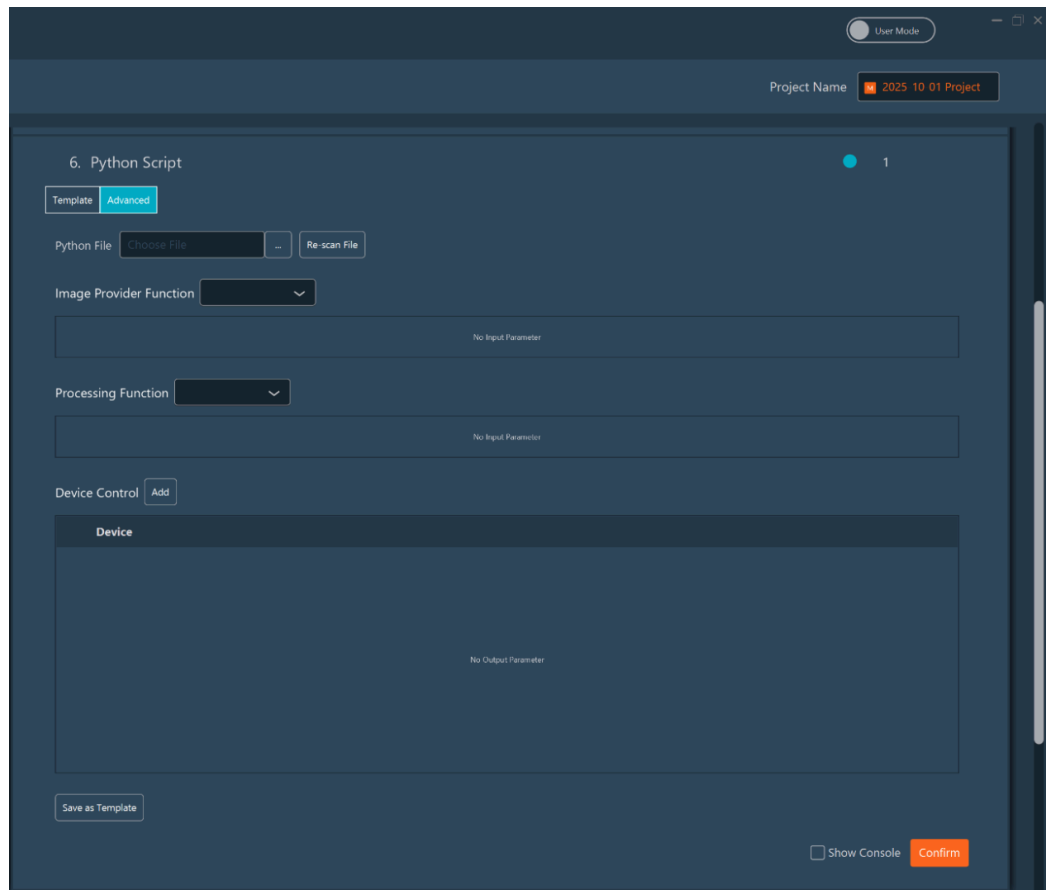 User Mode
Project Name M 2025 10 01 Project
6. Python Script 1
Template Advanced
Python File Choose File ... Re-scan File
Image Provider Function
No Input Parameter
Processing Function
No Input Parameter
Device Control Add
Device
No Output Parameter
Save as Template
Show Console Confirm